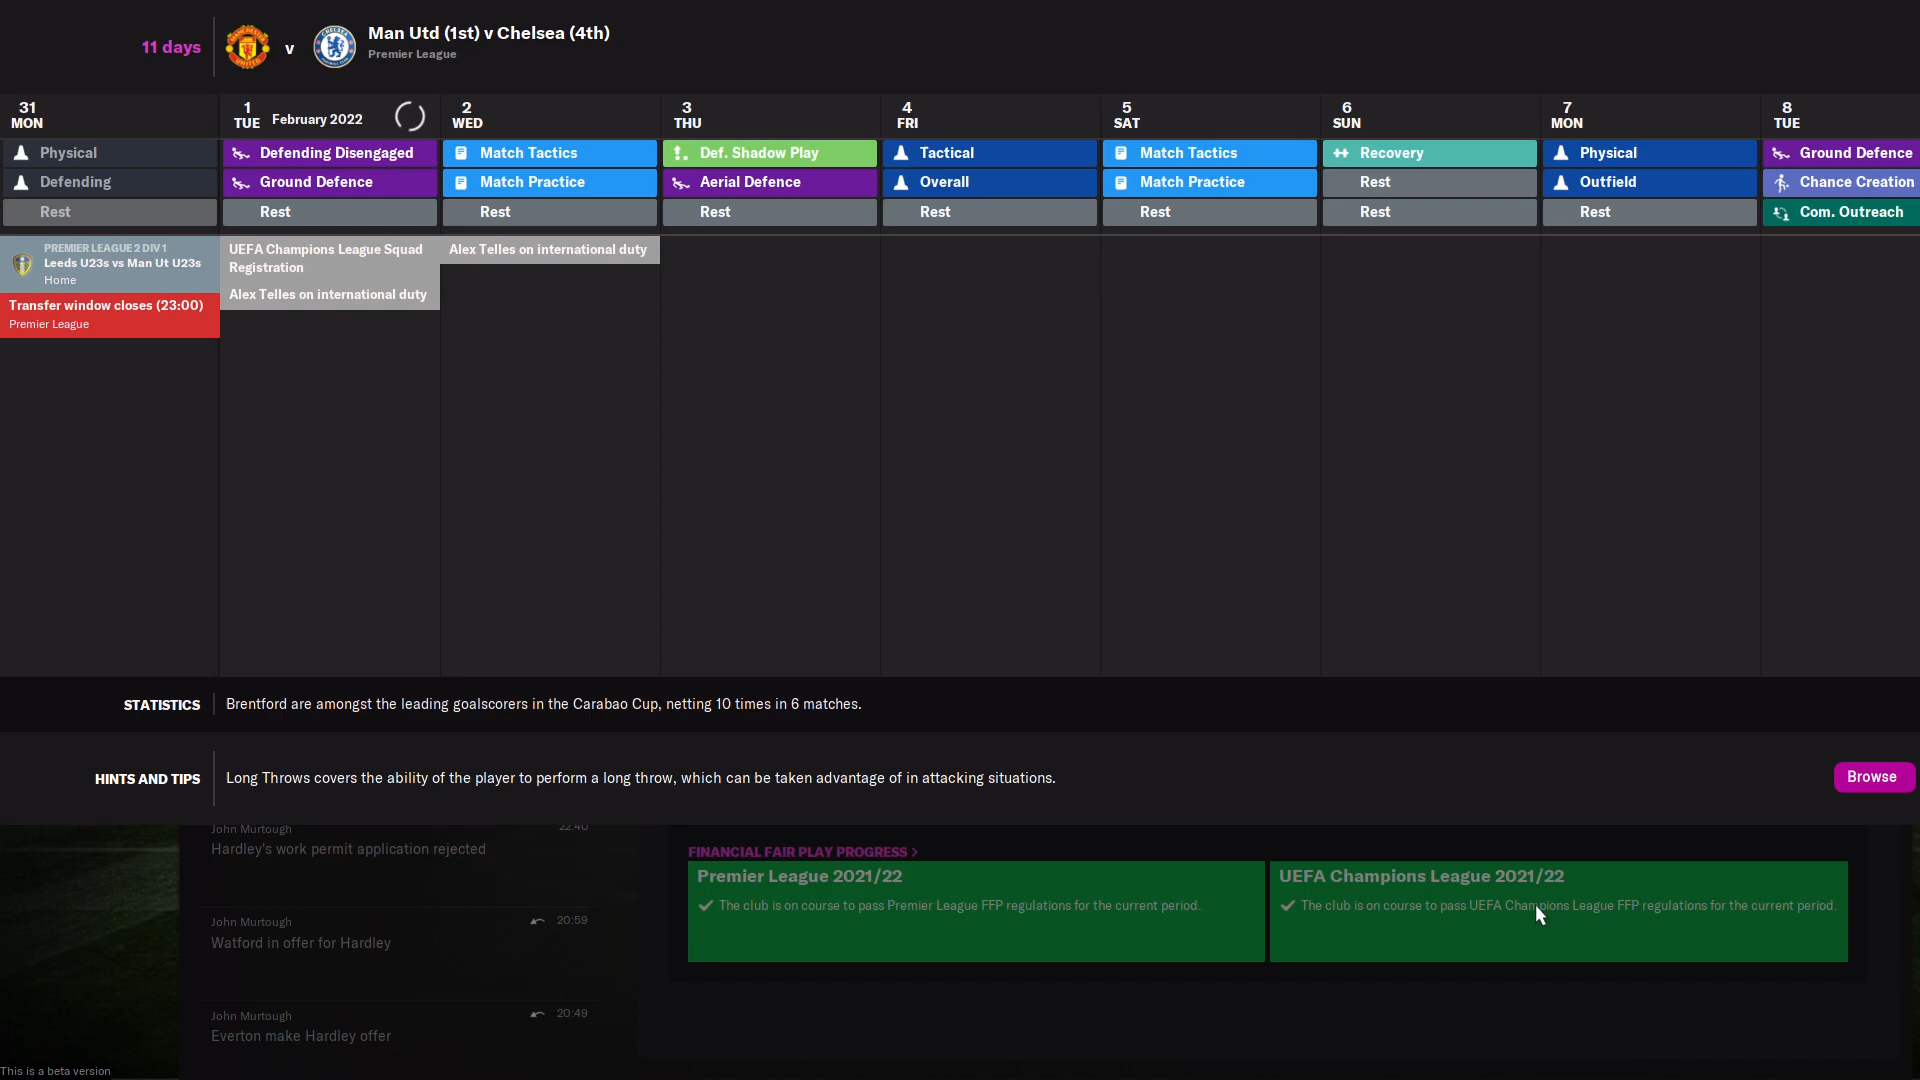 11 days
v
Man Utd (1st) v Chelsea (4th)
Premier League
31
MON
1
TUE February 2022
2
WED
3
THU
4
FRI
5
SAT
6
SUN
7
MON
8
TUE
Physical
Defending Disengaged
Match Tactics
Def. Shadow Play
Tactical
Match Tactics
Recovery
Physical
Ground Defence
Defending
Ground Defence
Match Practice
Aerial Defence
Overall
Match Practice
Rest
Outfield
Chance Creation
Rest
Rest
Rest
Rest
Rest
Rest
Rest
Rest
Com. Outreach
PREMIER LEAGUE 2 DIV 1
Leeds U23s vs Man Ut U23s
Home
Transfer window closes (23:00)
Premier League
UEFA Champions League Squad
Registration
Alex Telles on international duty
Alex Telles on international duty
STATISTICS
Brentford are amongst the leading goalscorers in the Carabao Cup, netting 10 times in 6 matches.
HINTS AND TIPS
Long Throws covers the ability of the player to perform a long throw, which can be taken advantage of in attacking situations.
Browse
John Murtough
22:40
Hardley's work permit application rejected
John Murtough
20:59
Watford in offer for Hardley
John Murtough
20:49
Everton make Hardley offer
FINANCIAL FAIR PLAY PROGRESS >
Premier League 2021/22
The club is on course to pass Premier League FFP regulations for the current period.
UEFA Champions League 2021/22
The club is on course to pass UEFA Champions League FFP regulations for the current period.
This is a beta version